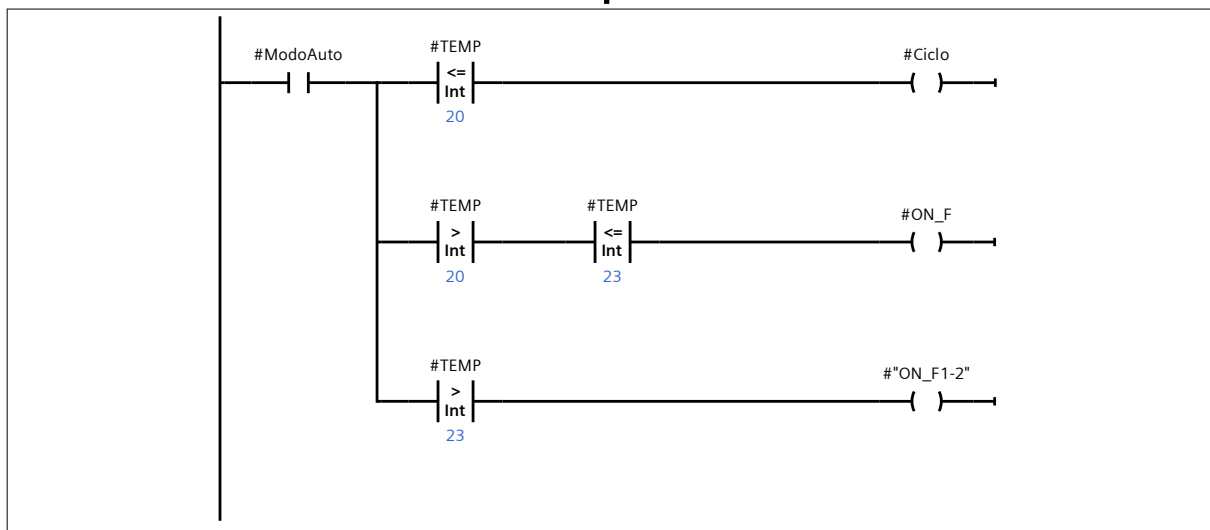 #ModoAuto
#TEMP
<=
Int
20
#Ciclo
#TEMP
>
Int
20
#TEMP
<=
Int
23
#ON_F
#TEMP
>
Int
23
#"ON_F1-2"